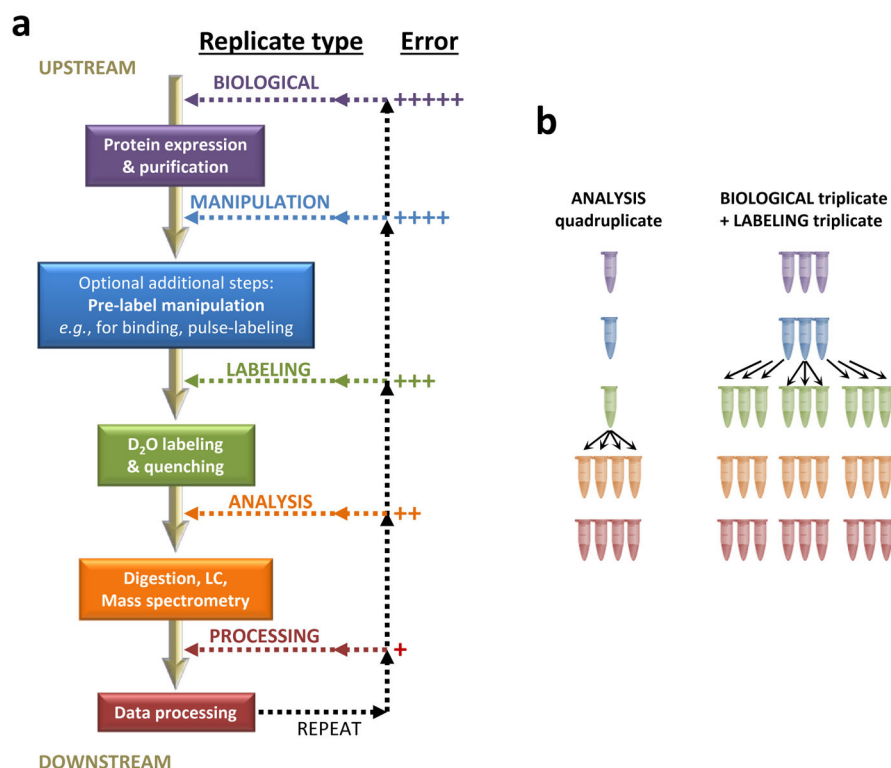 a
Replicate type
Error
UPSTREAM
BIOLOGICAL
+++++
Protein expression
& purification
MANIPULATION
++++
Optional additional steps:
Pre-label manipulation
e.g., for binding, pulse-labeling
LABELING
+++
D₂O labeling
& quenching
ANALYSIS
++
Digestion, LC,
Mass spectrometry
PROCESSING
+
Data processing
REPEAT
DOWNSTREAM
b
ANALYSIS
quadruplicate
BIOLOGICAL triplicate
+ LABELING triplicate